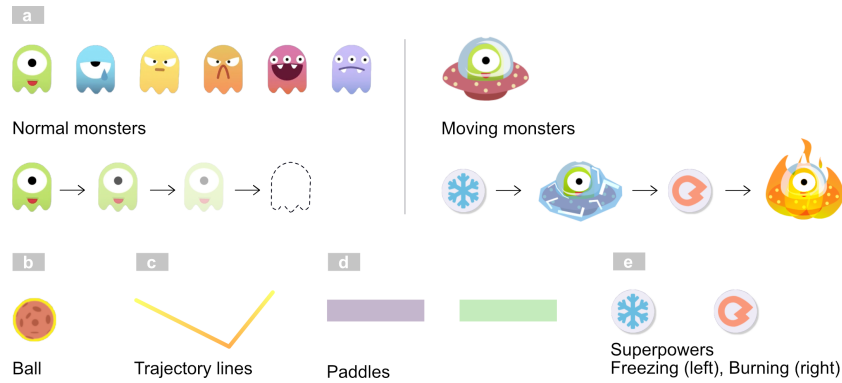 a
Normal monsters
Moving monsters
b
c
d
e
Ball
Trajectory lines
Paddles
Superpowers
Freezing (left), Burning (right)